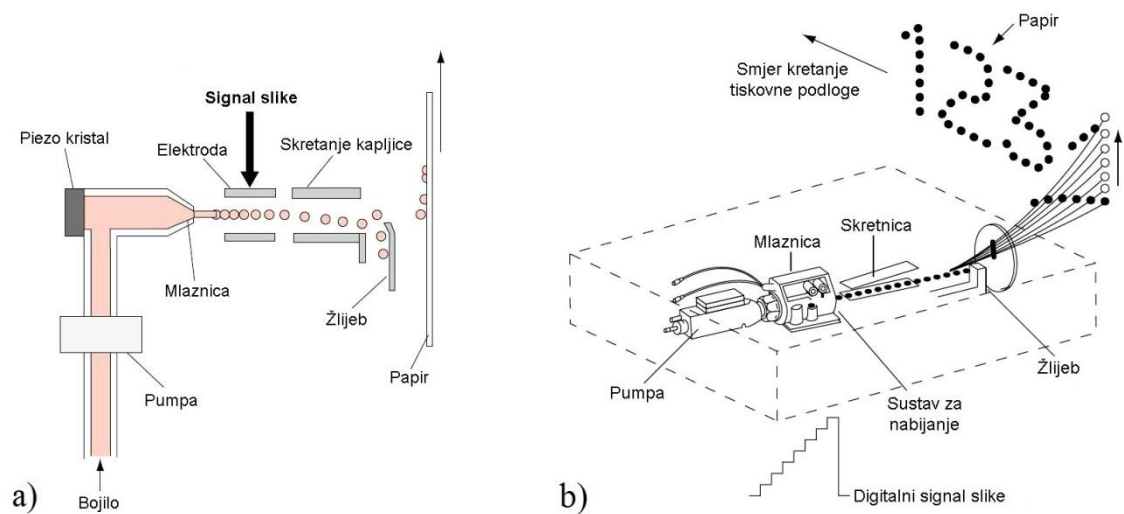 Signal slike
Piezo kristal
Elektroda
Skretanje kapljice
Mlaznica
Žlijeb
Pumpa
Papir
Bojilo
a)
Papir
Smjer kretanje
tiskovne podloge
Mlaznica
Skretnica
Pumpa
Žlijeb
Sustav za
nabijanje
Digitalni signal slike
b)